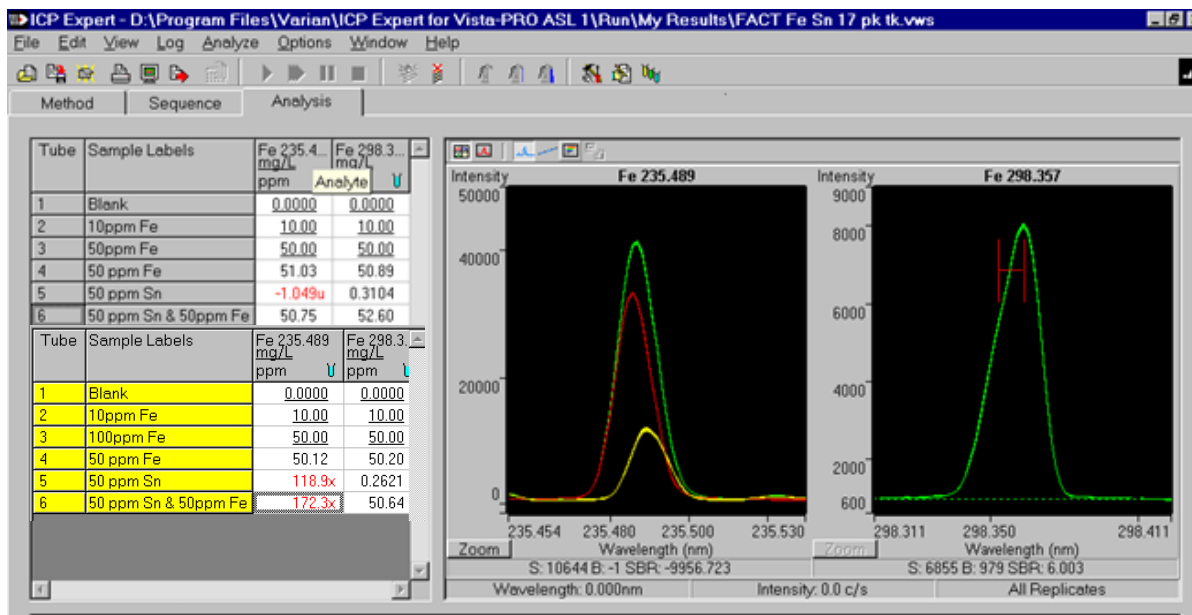 ICP Expert - D:\Program Files\Varian\ICP Expert for Vista-PRO ASL 1\Run\My Results\FACT Fe Sn 17 pk tk.vws
File Edit View Log Analyze Options Window Help
Method Sequence Analysis
Tube Sample Labels Fe 235.4... Fe 298.3...
mg/L mg/L
ppm Analyte
1 Blank 0.0000 0.0000
2 10ppm Fe 10.00 10.00
3 50ppm Fe 50.00 50.00
4 50 ppm Fe 51.03 50.89
5 50 ppm Sn -1.049u 0.3104
6 50 ppm Sn & 50ppm Fe 50.75 52.60
Tube Sample Labels Fe 235.489 Fe 298.3.
mg/L mg/L
ppm ppm
1 Blank 0.0000 0.0000
2 10ppm Fe 10.00 10.00
3 100ppm Fe 50.00 50.00
4 50 ppm Fe 50.12 50.20
5 50 ppm Sn 118.9x 0.2621
6 50 ppm Sn & 50ppm Fe 172.3x 50.64
Intensity Fe 235.489
50000
40000
20000
0
235.454 235.480 235.500 235.530
Zoom Wavelength (nm)
S: 10644 B: -1 SBR: -9956.723
Intensity Fe 298.357
9000
8000
6000
4000
2000
600
298.311 298.350 298.411
Zoom Wavelength (nm)
S: 6855 B: 979 SBR: 6.003
Wavelength: 0.000nm Intensity: 0.0 c/s All Replicates